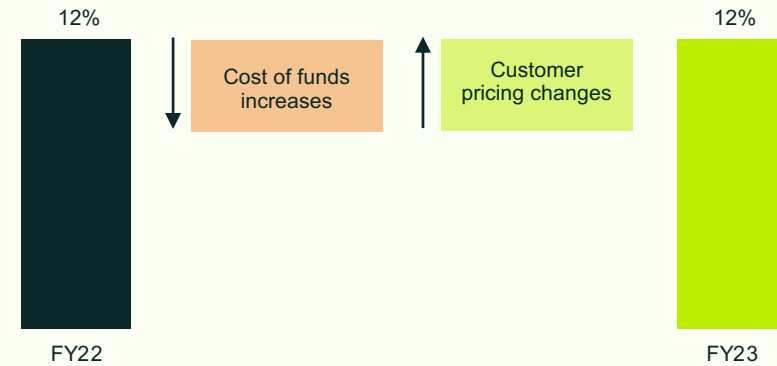 12%
12%
Cost of funds
increases
Customer
pricing changes
FY22
FY23